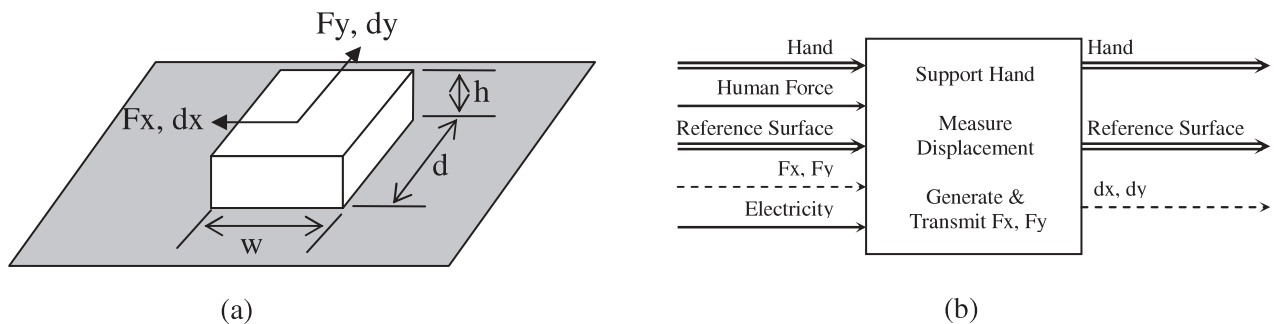 Fy, dy
Fx, dx
h
d
w
(a)
Hand
Human Force
Reference Surface
Fx, Fy
Electricity
Support Hand
Measure
Displacement
Generate &
Transmit Fx, Fy
Hand
Reference Surface
dx, dy
(b)